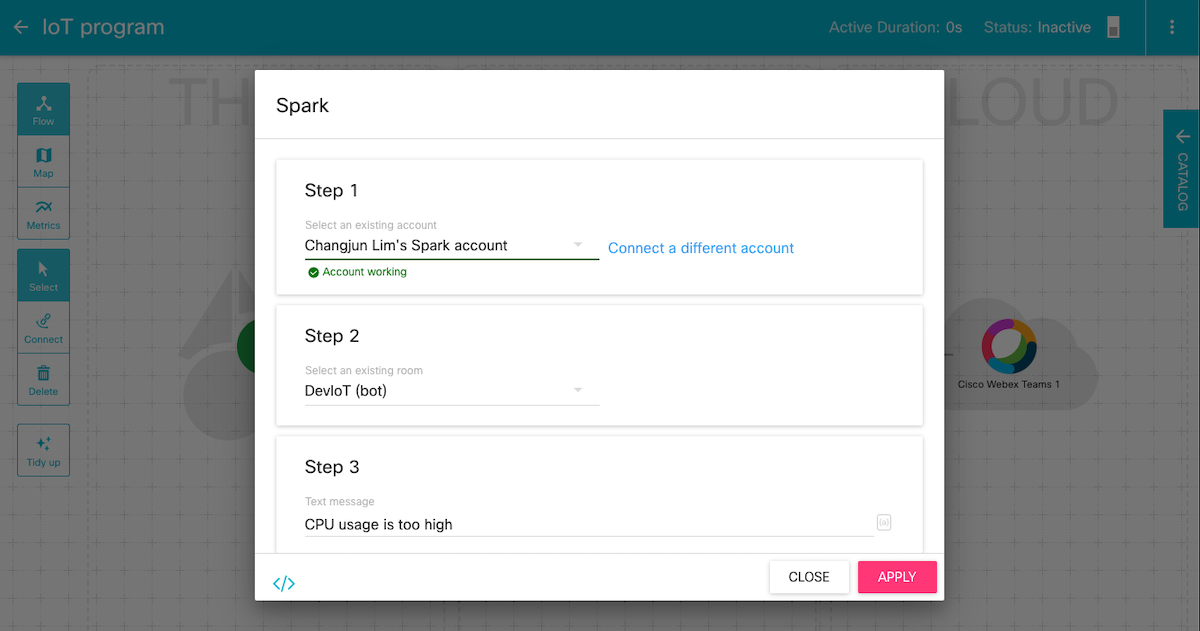 IoT program
Active Duration: 0s Status: Inactive
TH
LOUD
Flow
Map
Metrics
Select
Connect
Delete
Tidy up
CATALOG
Spark
Step 1
Select an existing account
Changjun Lim's Spark account
Connect a different account
Account working
Step 2
Select an existing room
DevIoT (bot)
Step 3
Text message
CPU usage is too high
{a}
</>
CLOSE
APPLY
Cisco Webex Teams 1